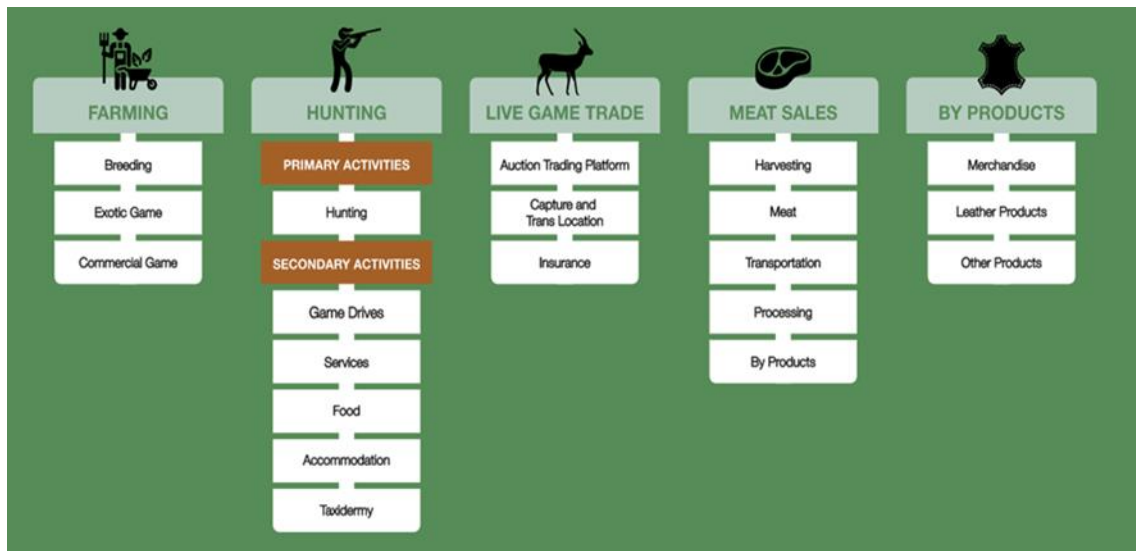 FARMING
Breeding
Exotic Game
Commercial Game
HUNTING
PRIMARY ACTIVITIES
Hunting
SECONDARY ACTIVITIES
Game Drives
Services
Food
Accommodation
Taxidermy
LIVE GAME TRADE
Auction Trading Platform
Capture and
Trans Location
Insurance
MEAT SALES
Harvesting
Meat
Transportation
Processing
By Products
BY PRODUCTS
Merchandise
Leather Products
Other Products